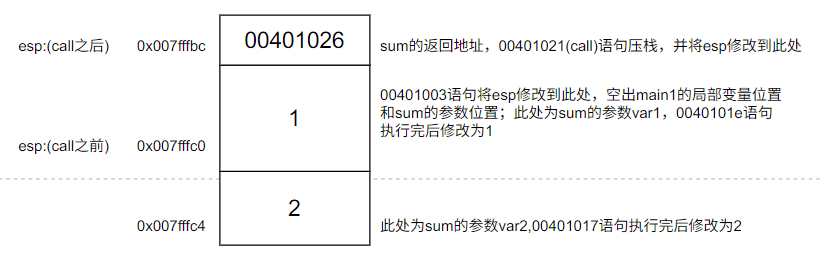 esp:(call之后) 0x007fffbc 00401026 sum的返回地址，00401021(call)语句压栈，并将esp修改到此处
00401003语句将esp修改到此处，空出main1的局部变量位置
和sum的参数位置；此处为sum的参数var1，0040101e语句
执行完后修改为1
1
esp:(call之前) 0x007fffc0
2
0x007fffc4 此处为sum的参数var2,00401017语句执行完后修改为2